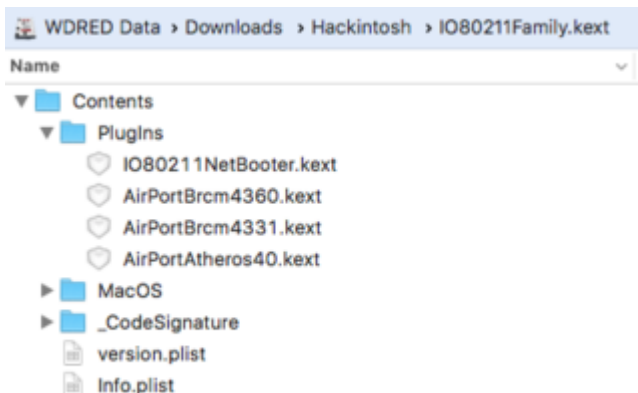 WDRED Data › Downloads › Hackintosh › IO80211Family.kext
Name
Contents
PlugIns
IO80211NetBooter.kext
AirPortBrcm4360.kext
AirPortBrcm4331.kext
AirPortAtheros40.kext
MacOS
_CodeSignature
version.plist
Info.plist